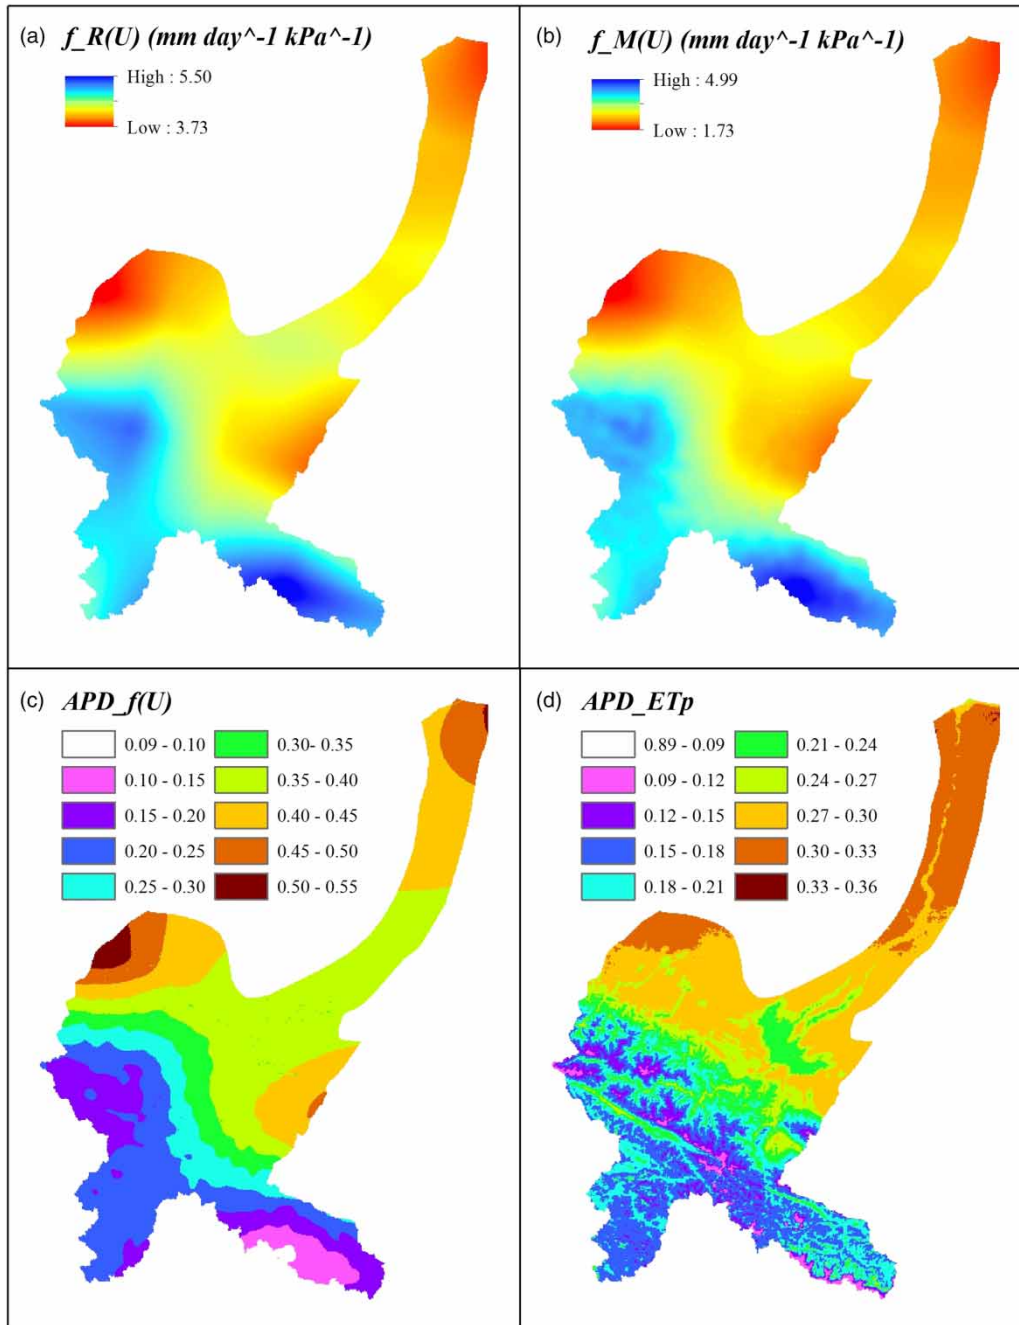 (a) f_R(U) (mm day^-1 kPa^-1)
High : 5.50
Low : 3.73
(b) f_M(U) (mm day^-1 kPa^-1)
High : 4.99
Low : 1.73
(c) APD_f(U)
0.09 - 0.10
0.30- 0.35
0.10 - 0.15
0.35 - 0.40
0.15 - 0.20
0.40 - 0.45
0.20 - 0.25
0.45 - 0.50
0.25 - 0.30
0.50 - 0.55
(d) APD_ETp
0.89 - 0.09
0.21 - 0.24
0.09 - 0.12
0.24 - 0.27
0.12 - 0.15
0.27 - 0.30
0.15 - 0.18
0.30 - 0.33
0.18 - 0.21
0.33 - 0.36